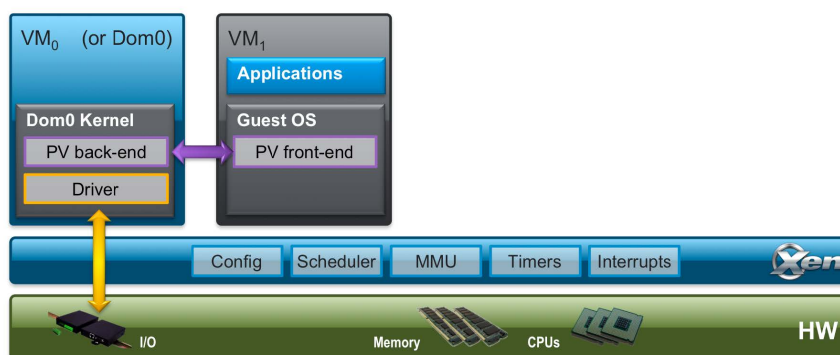 VM0 (or Dom0)
VM1
Applications
Dom0 Kernel
Guest OS
PV back-end
PV front-end
Driver
Config
Scheduler
MMU
Timers
Interrupts
Xen
I/O
Memory
CPUs
HW